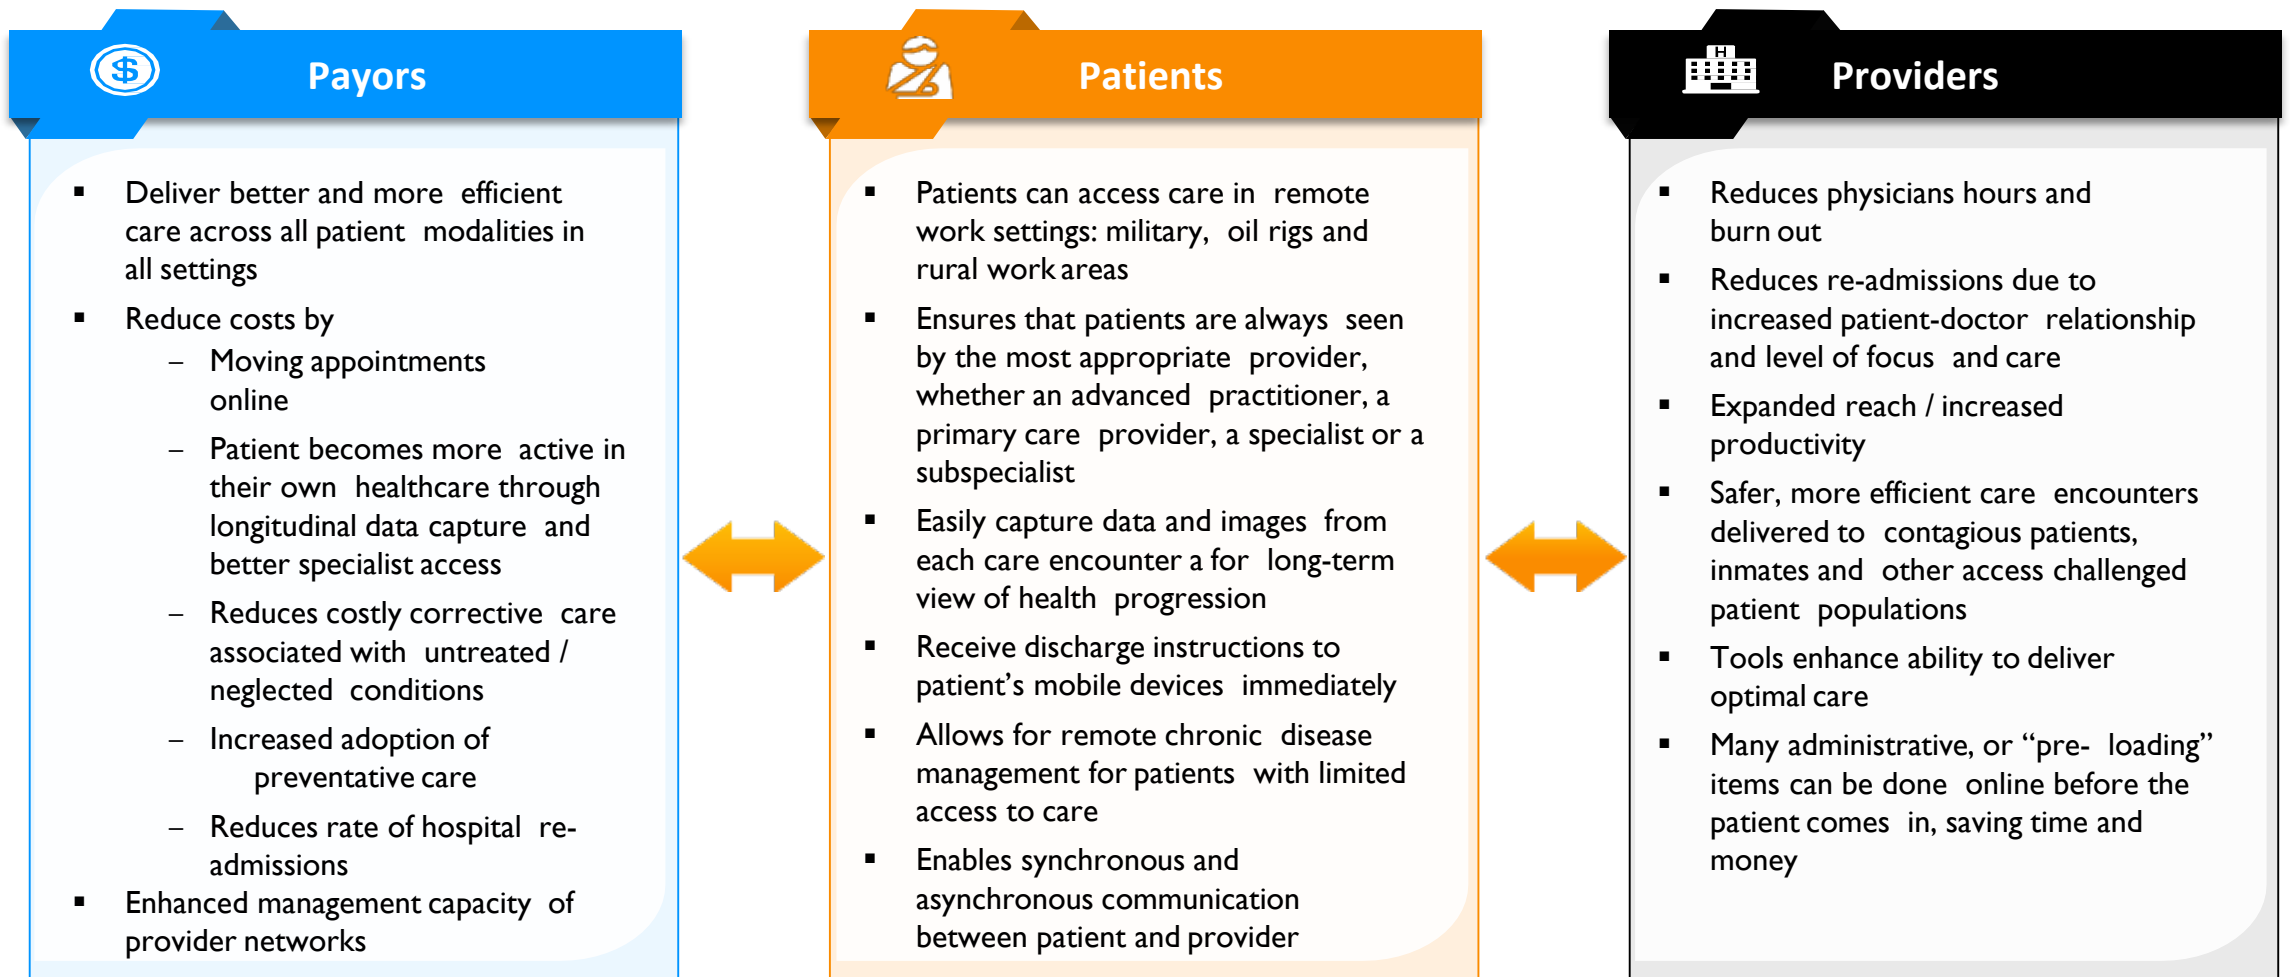 Payors
Deliver better and more efficient
care across all patient modalities in
all settings
Reduce costs by
– Moving appointments
online
– Patient becomes more active in
their own healthcare through
longitudinal data capture and
better specialist access
– Reduces costly corrective care
associated with untreated /
neglected conditions
– Increased adoption of
preventative care
– Reduces rate of hospital re-
admissions
Enhanced management capacity of
provider networks
Patients
Patients can access care in remote
work settings: military, oil rigs and
rural work areas
Ensures that patients are always seen
by the most appropriate provider,
whether an advanced practitioner, a
primary care provider, a specialist or a
subspecialist
Easily capture data and images from
each care encounter a for long-term
view of health progression
Receive discharge instructions to
patient’s mobile devices immediately
Allows for remote chronic disease
management for patients with limited
access to care
Enables synchronous and
asynchronous communication
between patient and provider
H
Providers
Reduces physicians hours and
burn out
Reduces re-admissions due to
increased patient-doctor relationship
and level of focus and care
Expanded reach / increased
productivity
Safer, more efficient care encounters
delivered to contagious patients,
inmates and other access challenged
patient populations
Tools enhance ability to deliver
optimal care
Many administrative, or “pre- loading”
items can be done online before the
patient comes in, saving time and
money